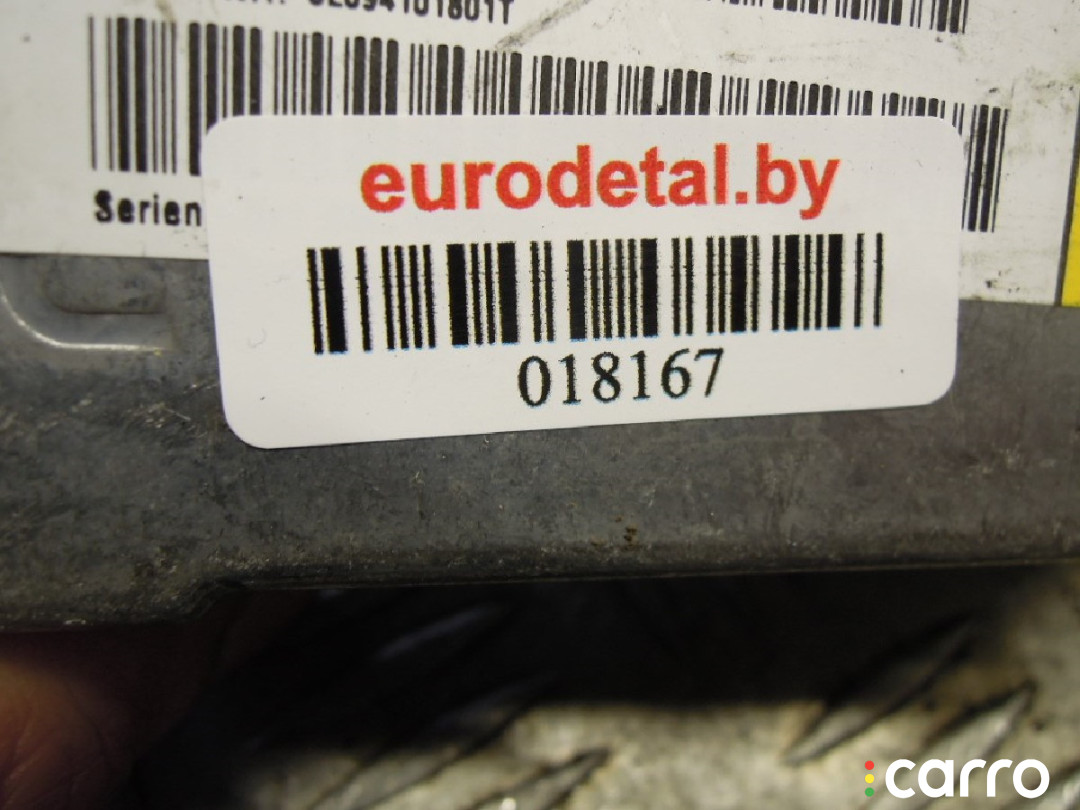 Serien
eurodetal.by
018167
carro